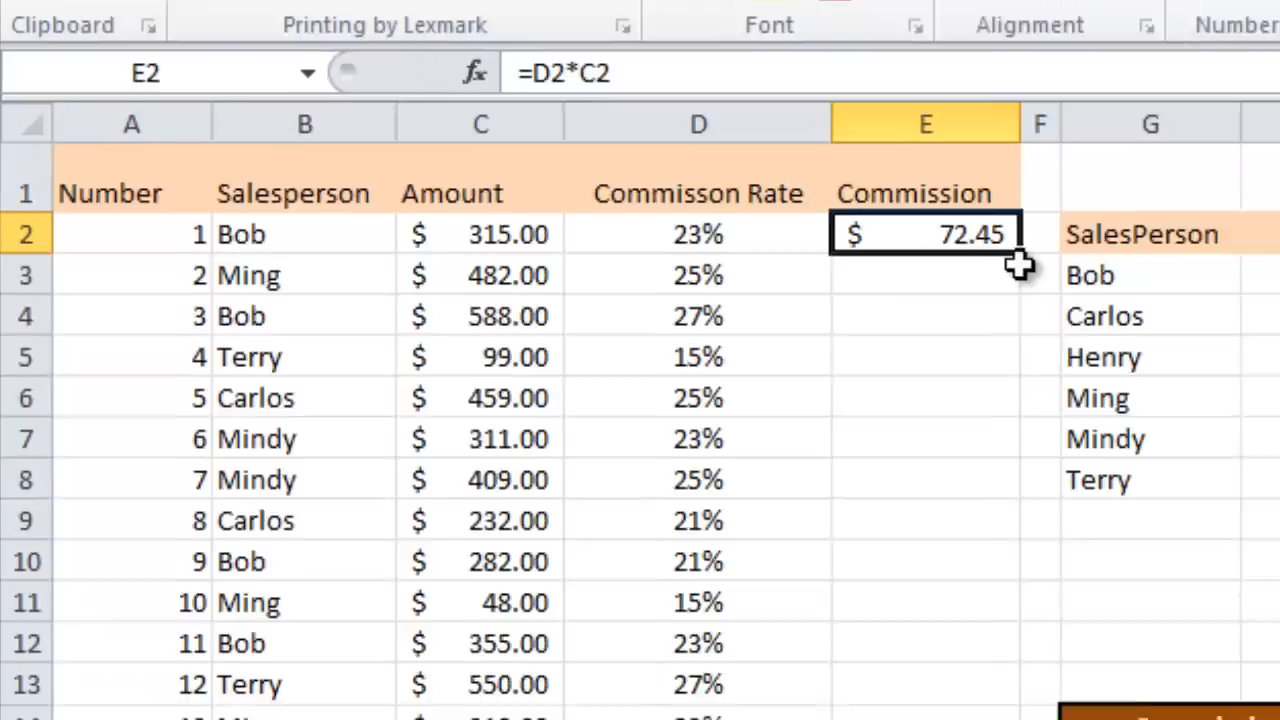 Clipboard Printing by Lexmark Font Alignment Number
E2 fx =D2*C2
A B C D E F G
1 Number Salesperson Amount Commisson Rate Commission
2 1 Bob $ 315.00 23% $ 72.45 SalesPerson
3 2 Ming $ 482.00 25% Bob
4 3 Bob $ 588.00 27% Carlos
5 4 Terry $ 99.00 15% Henry
6 5 Carlos $ 459.00 25% Ming
7 6 Mindy $ 311.00 23% Mindy
8 7 Mindy $ 409.00 25% Terry
9 8 Carlos $ 232.00 21%
10 9 Bob $ 282.00 21%
11 10 Ming $ 48.00 15%
12 11 Bob $ 355.00 23%
13 12 Terry $ 550.00 27%